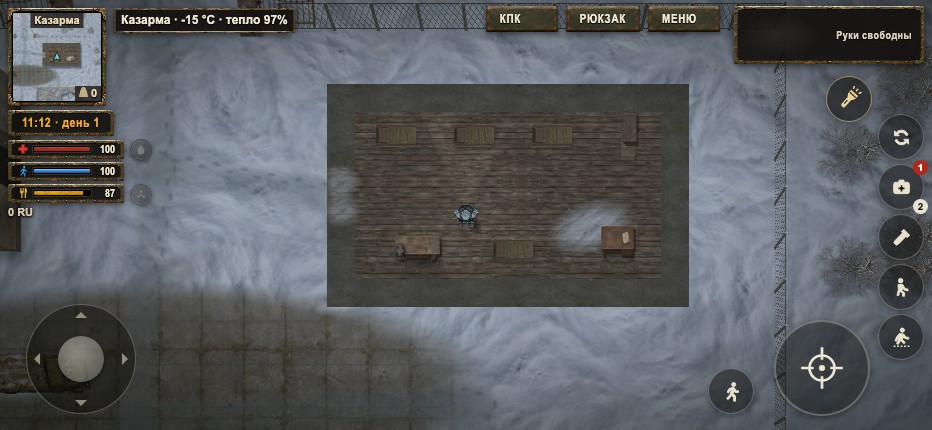 Казарма
Казарма · -15 °C · тепло 97%
КПК
РЮКЗАК
МЕНЮ
Руки свободны
0
11:12 · день 1
100
100
87
0 RU
1
2